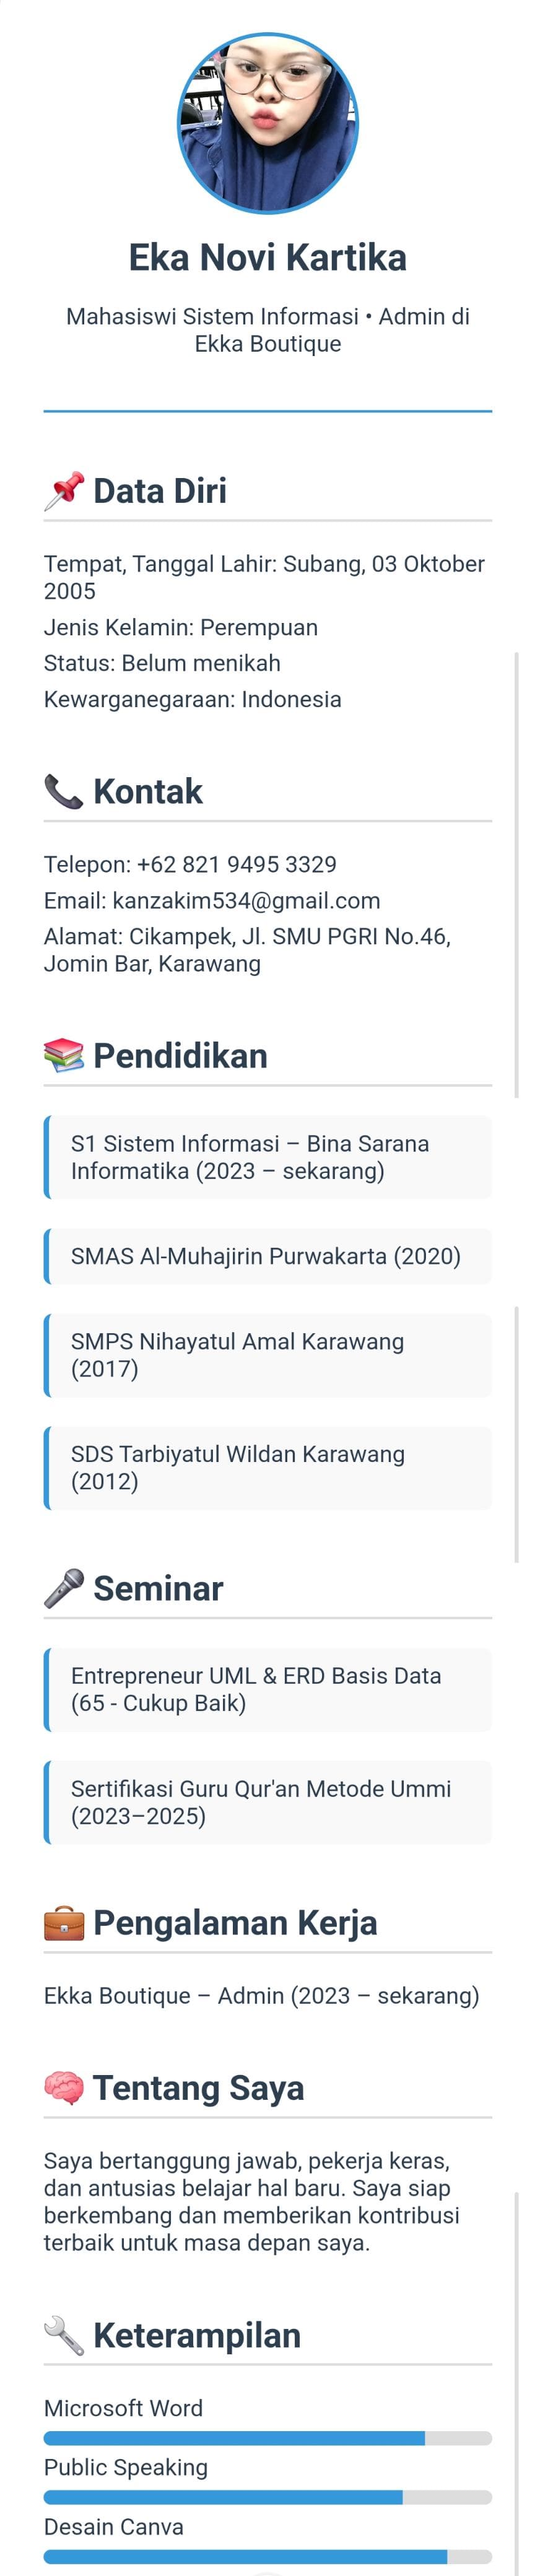 Eka Novi Kartika
Mahasiswi Sistem Informasi • Admin di
Ekka Boutique
Data Diri
Tempat, Tanggal Lahir: Subang, 03 Oktober
2005
Jenis Kelamin: Perempuan
Status: Belum menikah
Kewarganegaraan: Indonesia
Kontak
Telepon: +62 821 9495 3329
Email: kanzakim534@gmail.com
Alamat: Cikampek, Jl. SMU PGRI No.46,
Jomin Bar, Karawang
Pendidikan
S1 Sistem Informasi – Bina Sarana
Informatika (2023 – sekarang)
SMAS Al-Muhajirin Purwakarta (2020)
SMPS Nihayatul Amal Karawang
(2017)
SDS Tarbiyatul Wildan Karawang
(2012)
Seminar
Entrepreneur UML & ERD Basis Data
(65 - Cukup Baik)
Sertifikasi Guru Qur'an Metode Ummi
(2023–2025)
Pengalaman Kerja
Ekka Boutique – Admin (2023 – sekarang)
Tentang Saya
Saya bertanggung jawab, pekerja keras,
dan antusias belajar hal baru. Saya siap
berkembang dan memberikan kontribusi
terbaik untuk masa depan saya.
Keterampilan
Microsoft Word
Public Speaking
Desain Canva